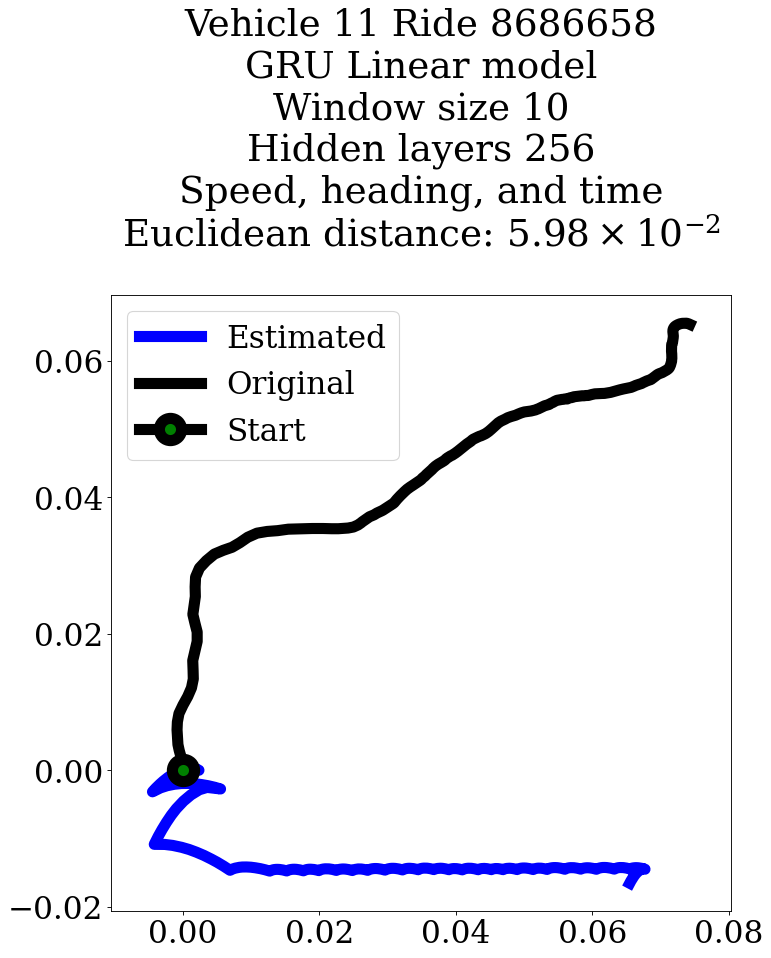 Vehicle 11 Ride 8686658
GRU Linear model
Window size 10
Hidden layers 256
Speed, heading, and time
Euclidean distance: 5.98 × 10⁻²
Estimated
Original
Start
0.06
0.04
0.02
0.00
−0.02
0.00 0.02 0.04 0.06 0.08